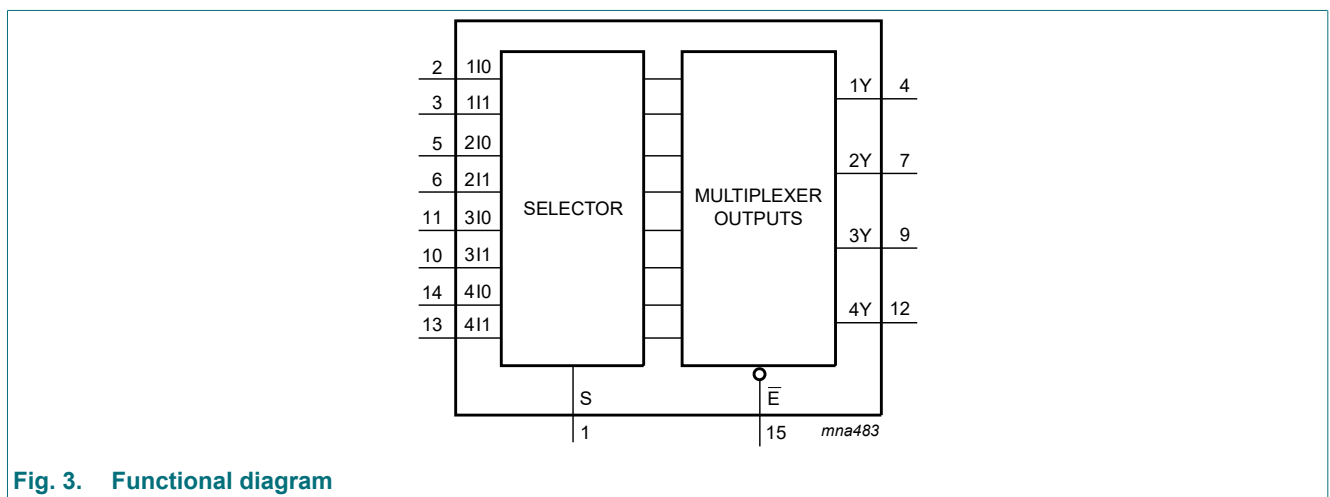 2 1I0
3 1I1
5 2I0
6 2I1
11 3I0
10 3I1
14 4I0
13 4I1
SELECTOR
MULTIPLEXER
OUTPUTS
1Y 4
2Y 7
3Y 9
4Y 12
S
1
E̅
15
mna483
Fig. 3. Functional diagram